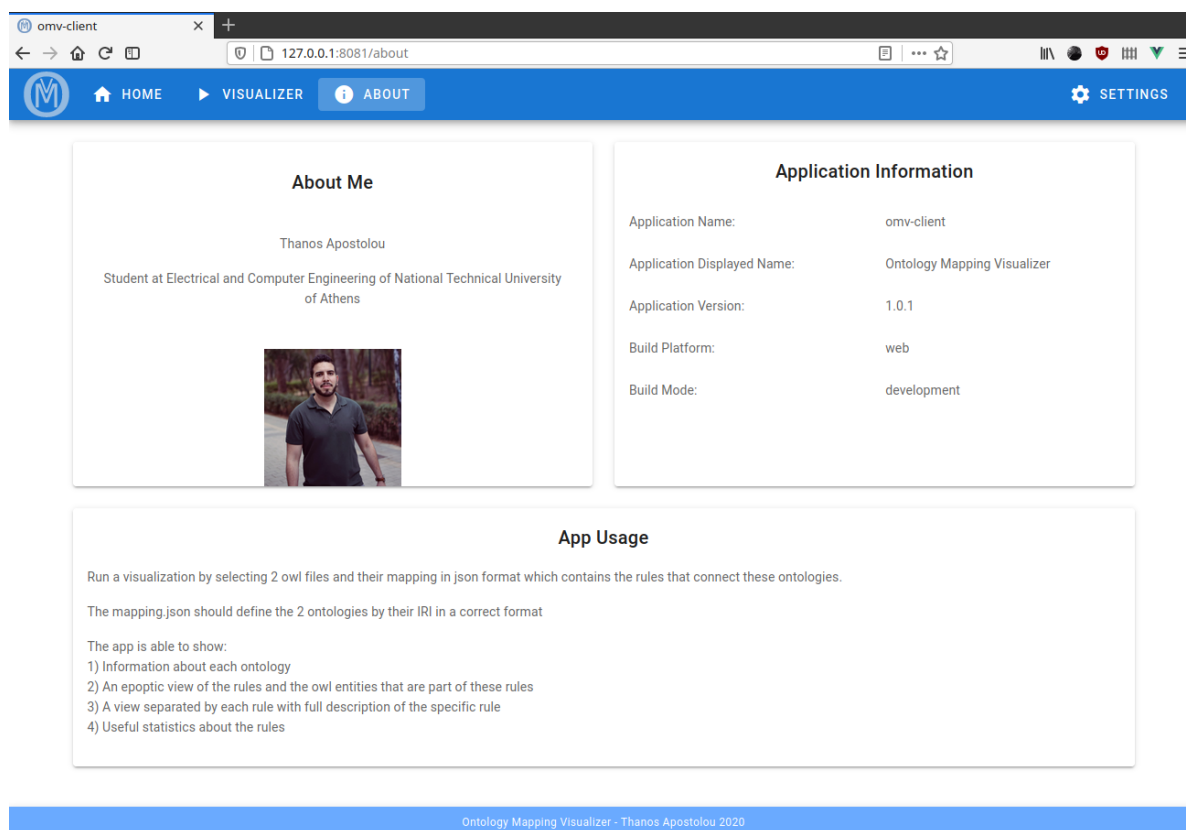 omv-client
127.0.0.1:8081/about
HOME
VISUALIZER
ABOUT
SETTINGS
About Me
Thanos Apostolou
Student at Electrical and Computer Engineering of National Technical University
of Athens
Application Information
Application Name: omv-client
Application Displayed Name: Ontology Mapping Visualizer
Application Version: 1.0.1
Build Platform: web
Build Mode: development
App Usage
Run a visualization by selecting 2 owl files and their mapping in json format which contains the rules that connect these ontologies.
The mapping.json should define the 2 ontologies by their IRI in a correct format
The app is able to show:
1) Information about each ontology
2) An epoptic view of the rules and the owl entities that are part of these rules
3) A view separated by each rule with full description of the specific rule
4) Useful statistics about the rules
Ontology Mapping Visualizer - Thanos Apostolou 2020